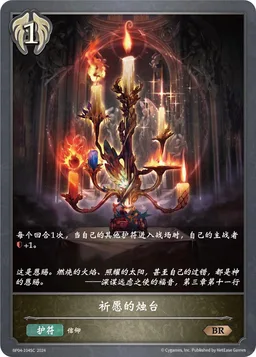 1
每个回合1次，当自己的其他护符进入战场时，自己的主战者
+1。
这是恩赐。燃烧的火焰、照耀的太阳，甚至自己的过错，都是神
的恩赐。 ——深谋远虑之使的福音，第三章第十一行
祈愿的烛台
护符 信仰 BR
© Cygames, Inc. Published by NetEase Games